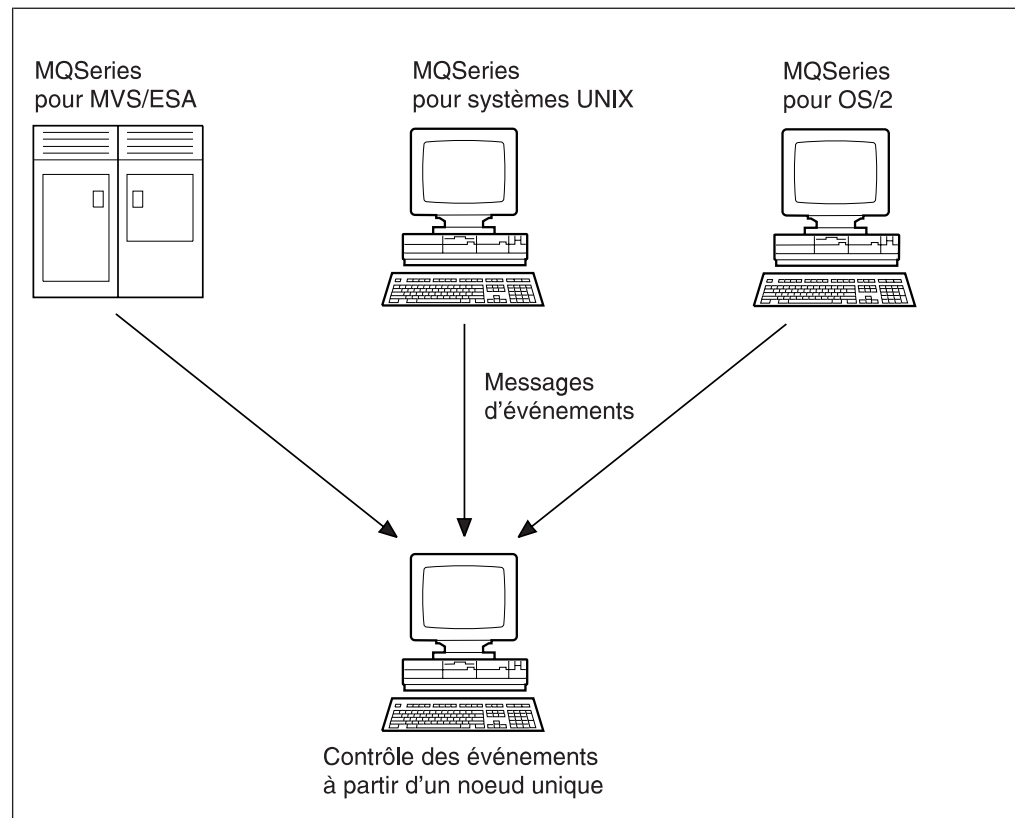 MQSeries
pour MVS/ESA
MQSeries
pour systèmes UNIX
MQSeries
pour OS/2
Messages
d'événements
Contrôle des événements
à partir d'un noeud unique